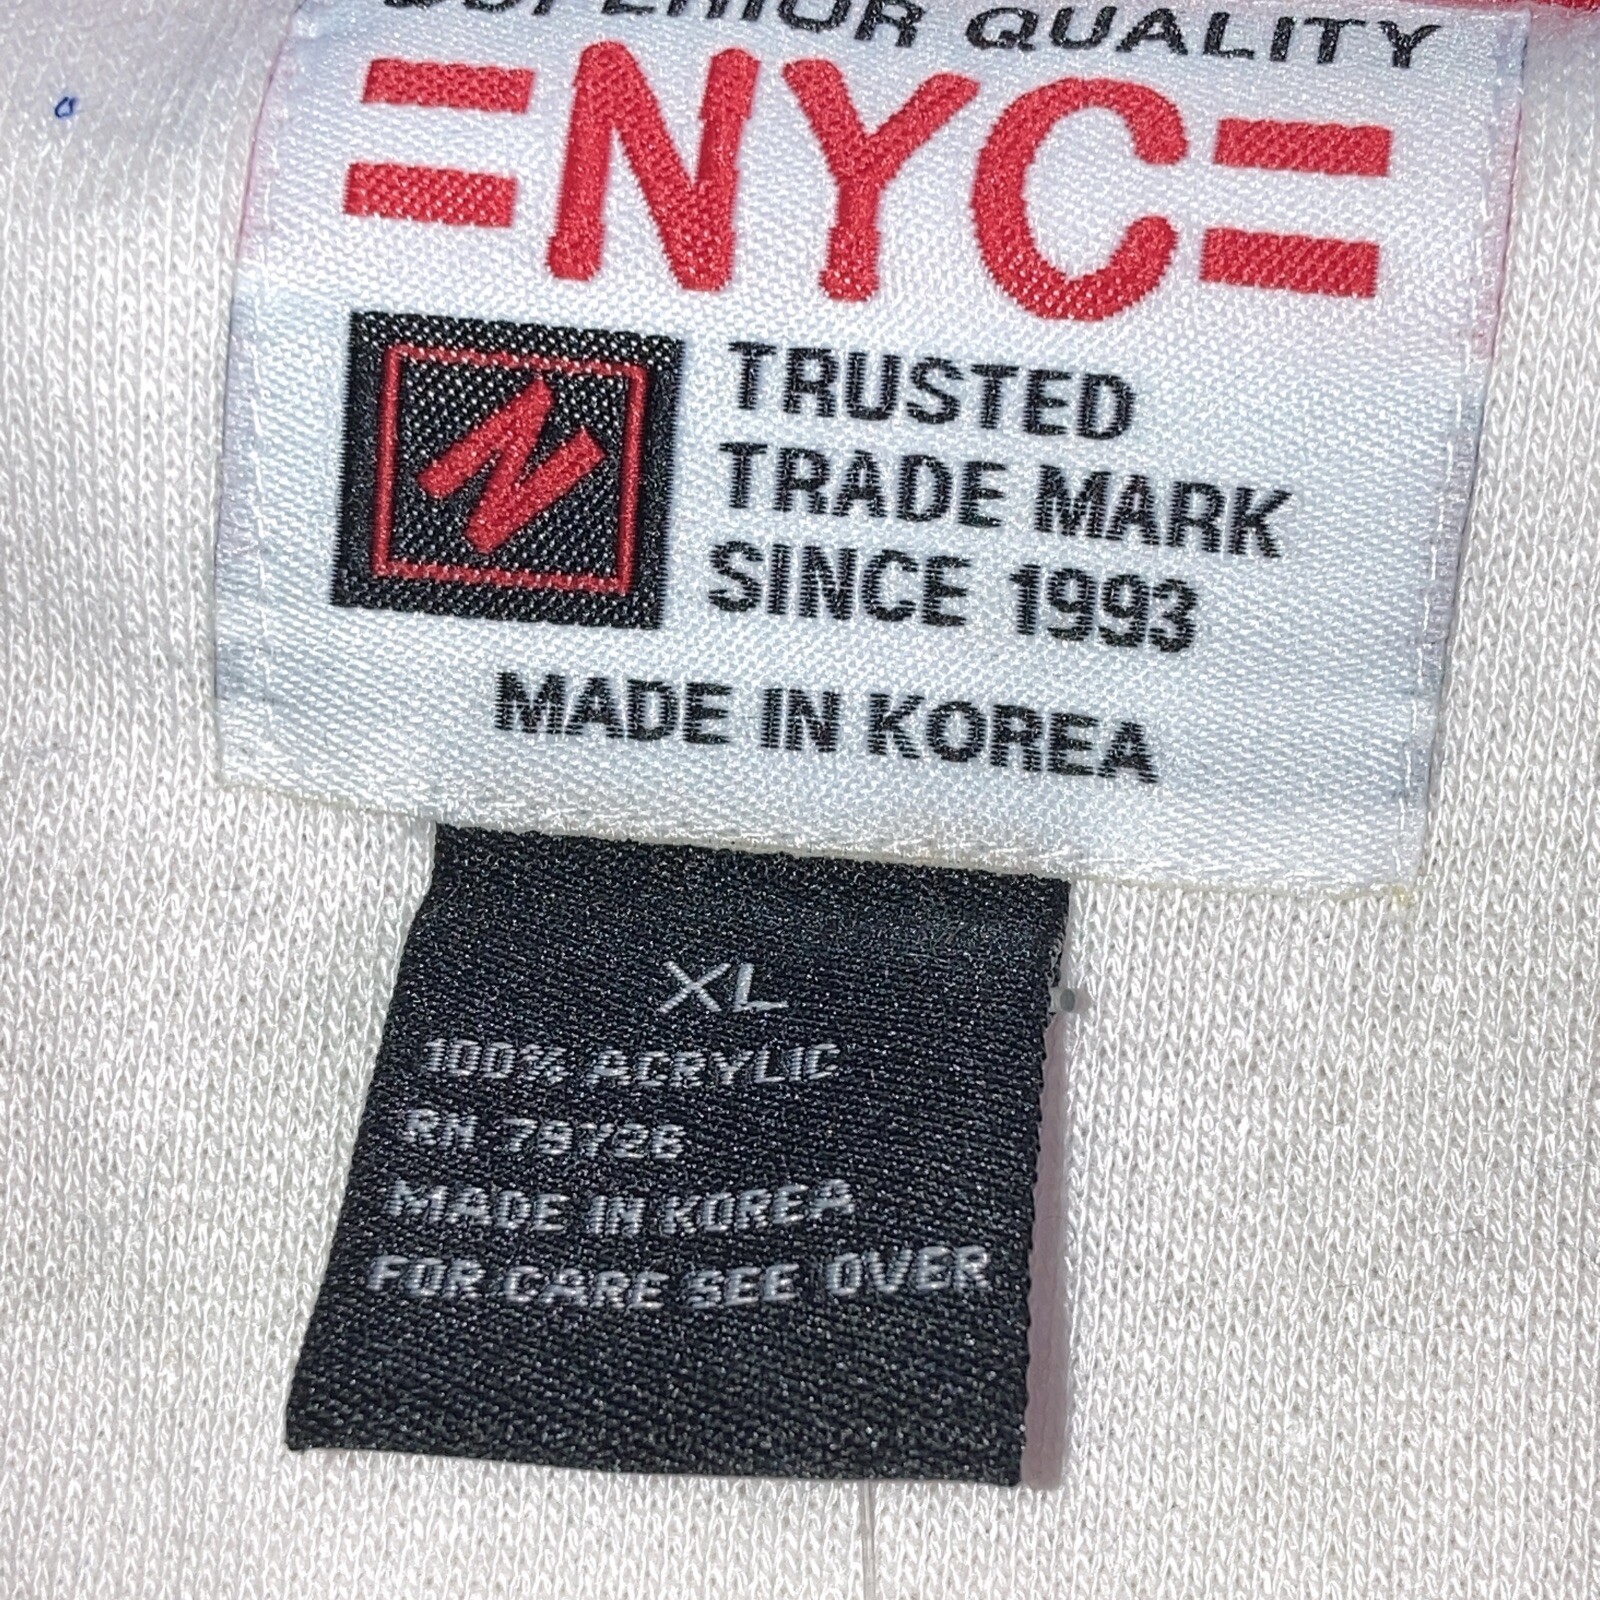 SUPERIOR QUALITY
=NYC=
N
TRUSTED
TRADE MARK
SINCE 1993
MADE IN KOREA
XL
100% ACRYLIC
RN 79726
MADE IN KOREA
FOR CARE SEE OVER